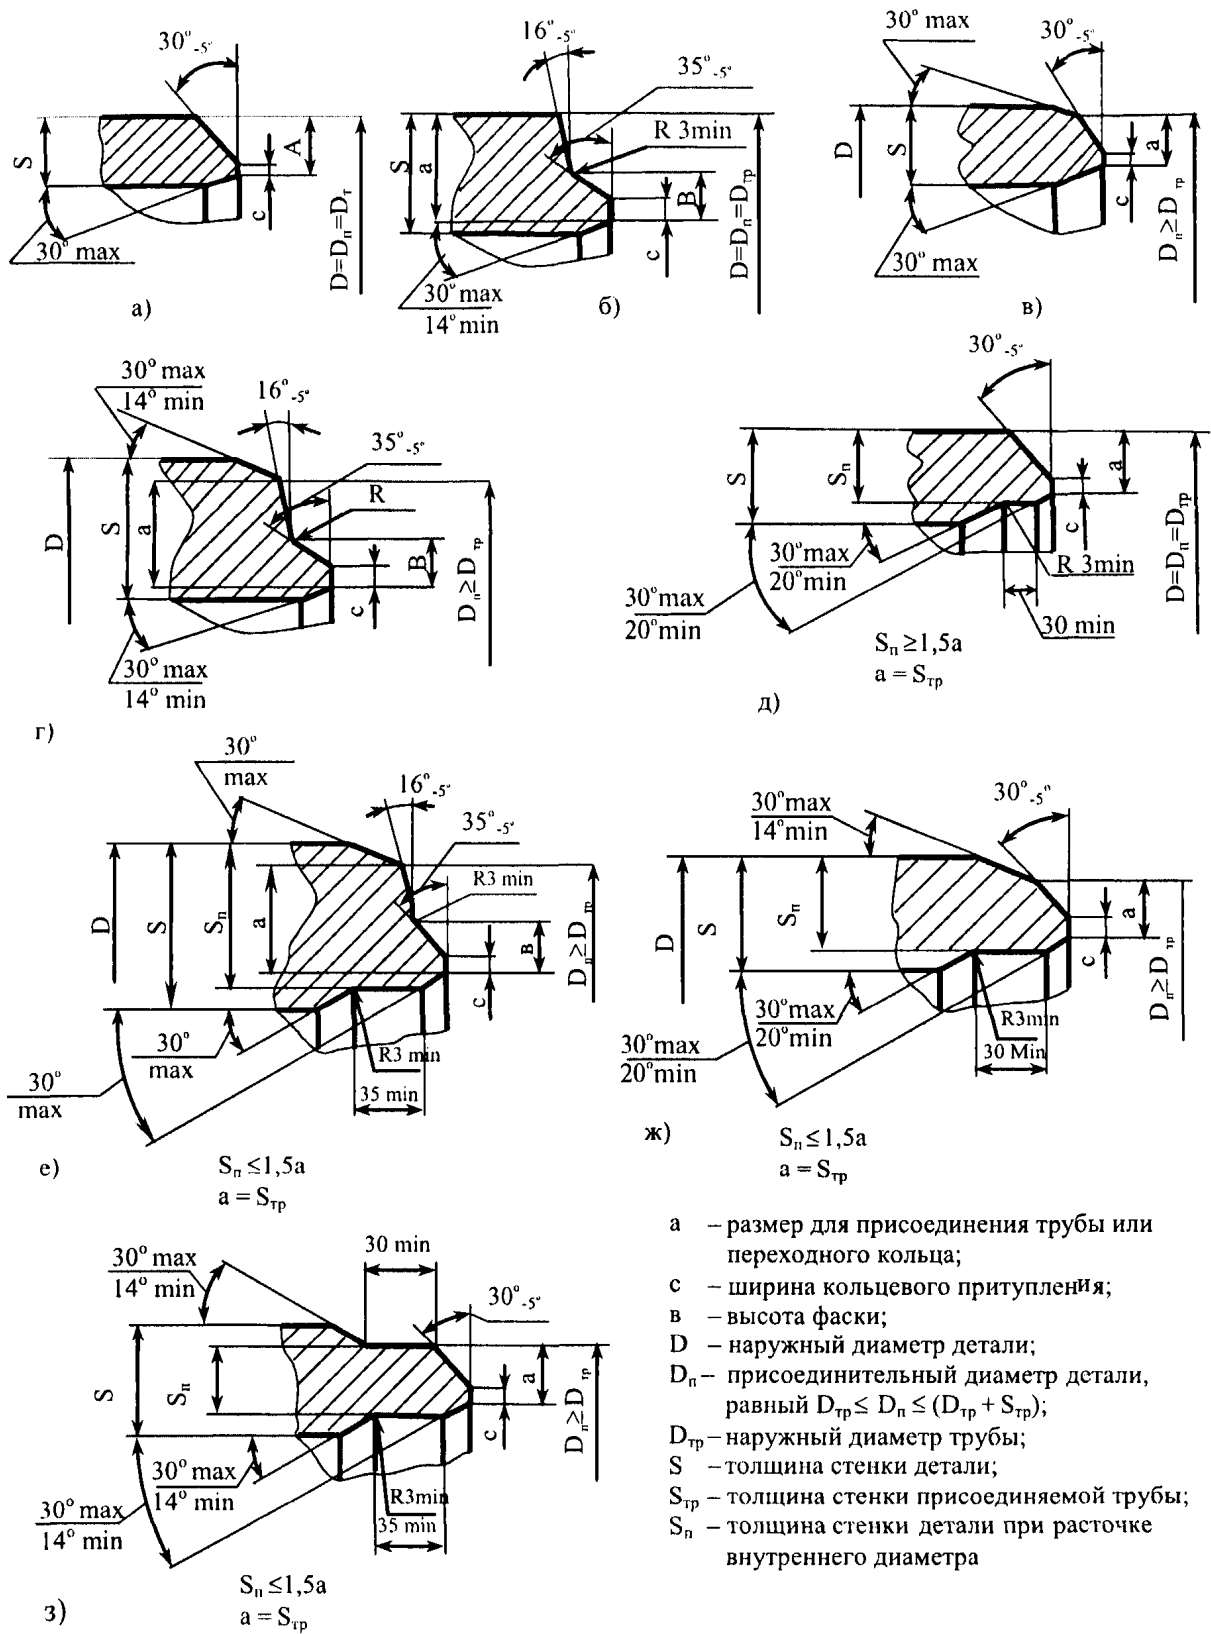 30°-5°
S
A
c
30° max
D=Dп=Dт
а)
16°-5°
35°-5°
R 3min
S
a
B
c
30° max
14° min
D=Dп=Dтр
б)
30° max
30°-5°
D
S
a
c
30° max
Dп≥Dтр
в)
30° max
14° min
16°-5°
35°-5°
R
D
S
a
B
c
Dп≥Dтр
30° max
14° min
г)
30°-5°
S
Sп
a
c
30°max
20°min
30°max
20°min
R 3min
30 min
D=Dп=Dтр
Sп ≥1,5a
a = Sтр
д)
30°
max
16°-5°
35°-5°
R3 min
D
S
Sп
a
в
c
Dп≥Dтр
30°
max
30°
max
R3 min
35 min
е)
Sп ≤1,5a
a = Sтр
30°max
14°min
30°-5°
D
S
Sп
a
c
Dп≥Dтр
30°max
20°min
30°max
20°min
R3min
30 Min
ж)
Sп ≤ 1,5a
a = Sтр
30° max
14° min
30 min
30°-5°
S
Sп
a
c
Dп≥Dтр
30° max
14° min
30° max
14° min
R3min
35 min
Sп ≤1,5a
a = Sтр
з)
а – размер для присоединения трубы или
переходного кольца;
с – ширина кольцевого притупления;
в – высота фаски;
D – наружный диаметр детали;
Dп – присоединительный диаметр детали,
равный Dтр ≤ Dп ≤ (Dтр + Sтр);
Dтр – наружный диаметр трубы;
S – толщина стенки детали;
Sтр – толщина стенки присоединяемой трубы;
Sп – толщина стенки детали при расточке
внутреннего диаметра